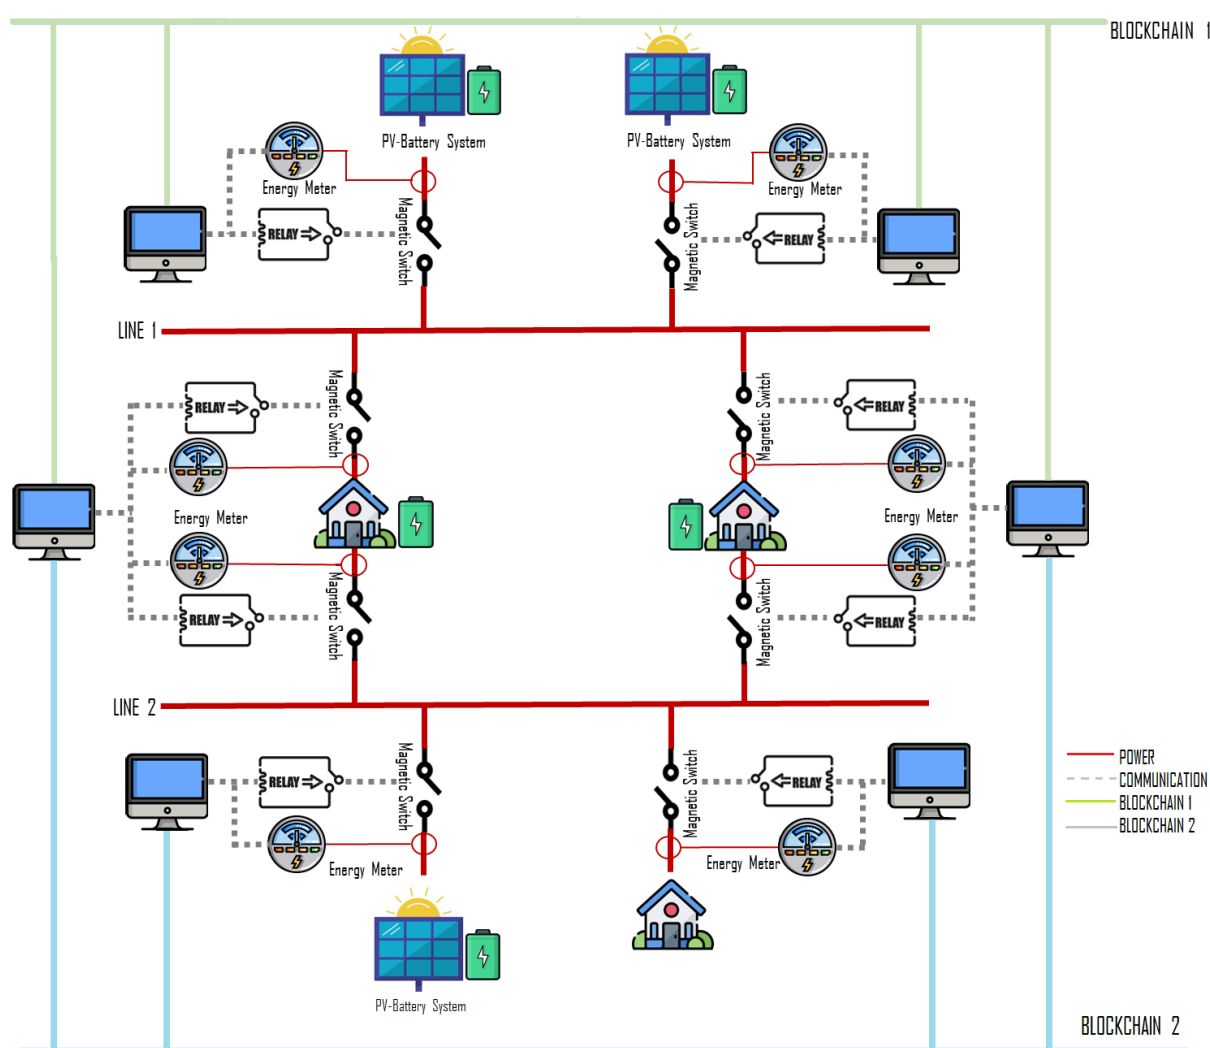 BLOCKCHAIN 1
PV-Battery System
PV-Battery System
Energy Meter
Energy Meter
Magnetic Switch
Magnetic Switch
RELAY
RELAY
LINE 1
Magnetic Switch
Magnetic Switch
RELAY
RELAY
Energy Meter
Energy Meter
Magnetic Switch
Magnetic Switch
RELAY
RELAY
LINE 2
Magnetic Switch
Magnetic Switch
RELAY
RELAY
Energy Meter
Energy Meter
PV-Battery System
POWER
COMMUNICATION
BLOCKCHAIN 1
BLOCKCHAIN 2
BLOCKCHAIN 2